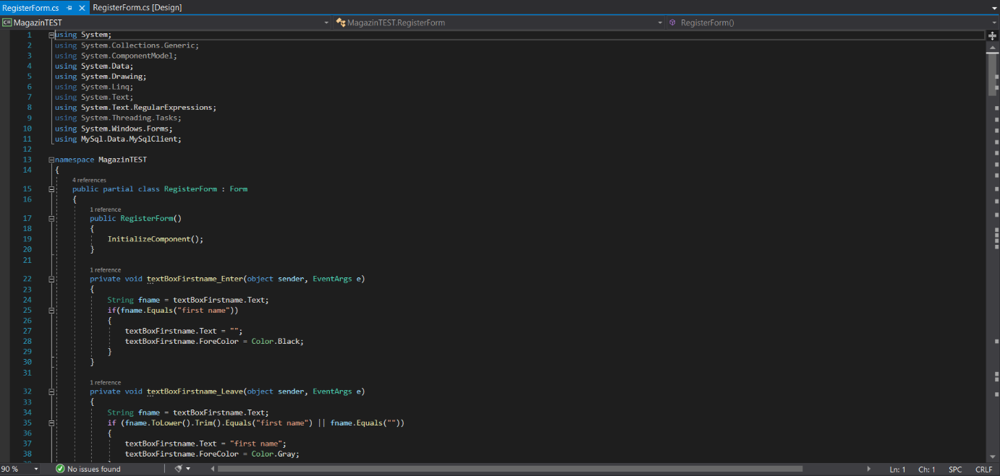 RegisterForm.cs RegisterForm.cs [Design]
C# MagazinTEST MagazinTEST.RegisterForm RegisterForm()
1 using System;
2 using System.Collections.Generic;
3 using System.ComponentModel;
4 using System.Data;
5 using System.Drawing;
6 using System.Linq;
7 using System.Text;
8 using System.Text.RegularExpressions;
9 using System.Threading.Tasks;
10 using System.Windows.Forms;
11 using MySql.Data.MySqlClient;
12
13 namespace MagazinTEST
14 {
4 references
15 public partial class RegisterForm : Form
16 {
1 reference
17 public RegisterForm()
18 {
19 InitializeComponent();
20 }
21
1 reference
22 private void textBoxFirstname_Enter(object sender, EventArgs e)
23 {
24 String fname = textBoxFirstname.Text;
25 if(fname.Equals("first name"))
26 {
27 textBoxFirstname.Text = "";
28 textBoxFirstname.ForeColor = Color.Black;
29 }
30 }
31
1 reference
32 private void textBoxFirstname_Leave(object sender, EventArgs e)
33 {
34 String fname = textBoxFirstname.Text;
35 if (fname.ToLower().Trim().Equals("first name") || fname.Equals(""))
36 {
37 textBoxFirstname.Text = "first name";
38 textBoxFirstname.ForeColor = Color.Gray;
90 % No issues found Ln: 1 Ch: 1 SPC CRLF